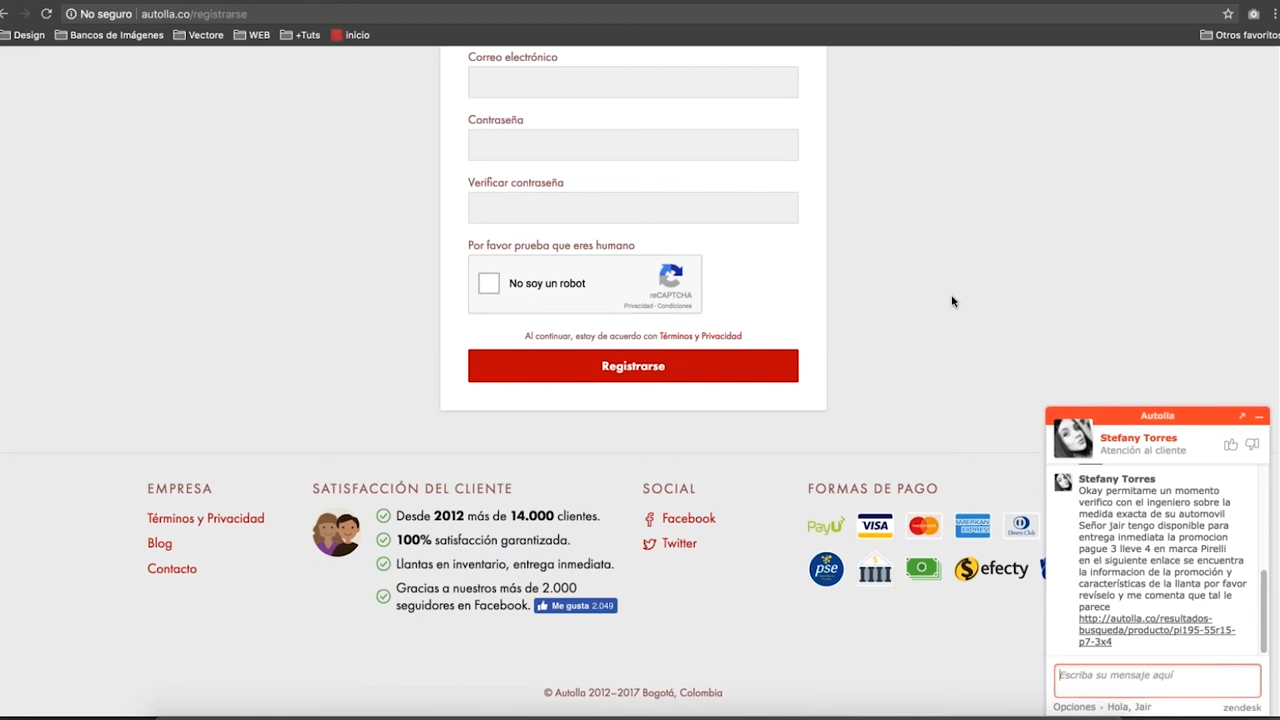 No seguro
autolla.co/registrarse
Design
Bancos de Imágenes
Vectore
WEB
+Tuts
inicio
Otros favoritos
Correo electrónico
Contraseña
Verificar contraseña
Por favor prueba que eres humano
No soy un robot
reCAPTCHA
Privacidad - Condiciones
Al continuar, estoy de acuerdo con Términos y Privacidad
Registrarse
EMPRESA
Términos y Privacidad
Blog
Contacto
SATISFACCIÓN DEL CLIENTE
Desde 2012 más de 14.000 clientes.
100% satisfacción garantizada.
Llantas en inventario, entrega inmediata.
Gracias a nuestros más de 2.000
seguidores en Facebook. Me gusta 2.049
SOCIAL
Facebook
Twitter
FORMAS DE PAGO
PayU
VISA
MasterCard
AMERICAN EXPRESS
Diners Club
pse
efecty
© Autolla 2012–2017 Bogotá, Colombia
Autolla
Stefany Torres
Atención al cliente
Stefany Torres
Okay permitame un momento
verifico con el ingeniero sobre la
medida exacta de su automovil
Señor jair tengo disponible para
entrega inmediata la promocion
pague 3 lleve 4 en marca Pirelli
en el siguiente enlace se encuentra
la informacion de la promoción y
características de la llanta por favor
revíselo y me comenta que tal le
parece
http://autolla.co/resultados-
busqueda/producto/pi195-55r15-
p7-3x4
Escriba su mensaje aquí
Opciones
Hola, Jair
zendesk